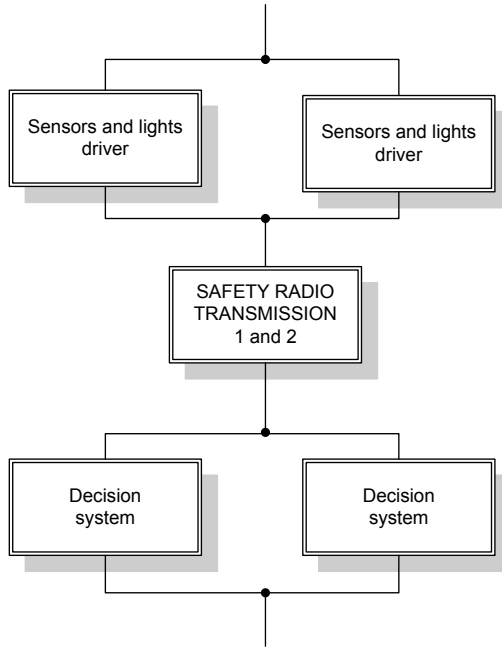 Sensors and lights
driver
Sensors and lights
driver
SAFETY RADIO
TRANSMISSION
1 and 2
Decision
system
Decision
system